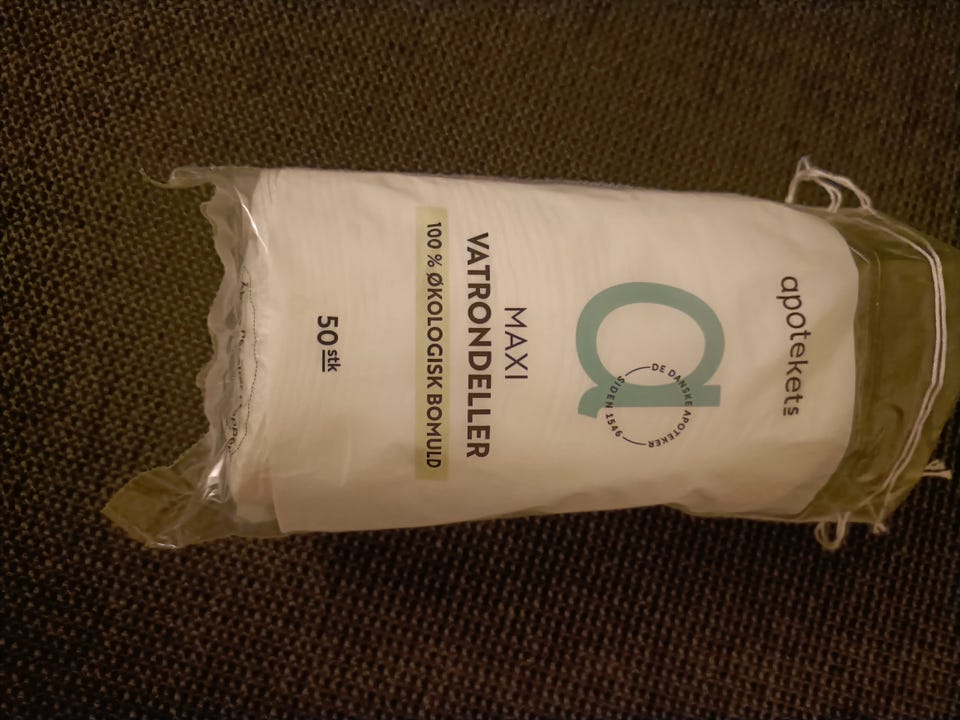 apotekets
a
DE DANSKE APOTEKER
SIDEN 1546
MAXI
VATRONDELLER
100 % ØKOLOGISK BOMULD
50 stk